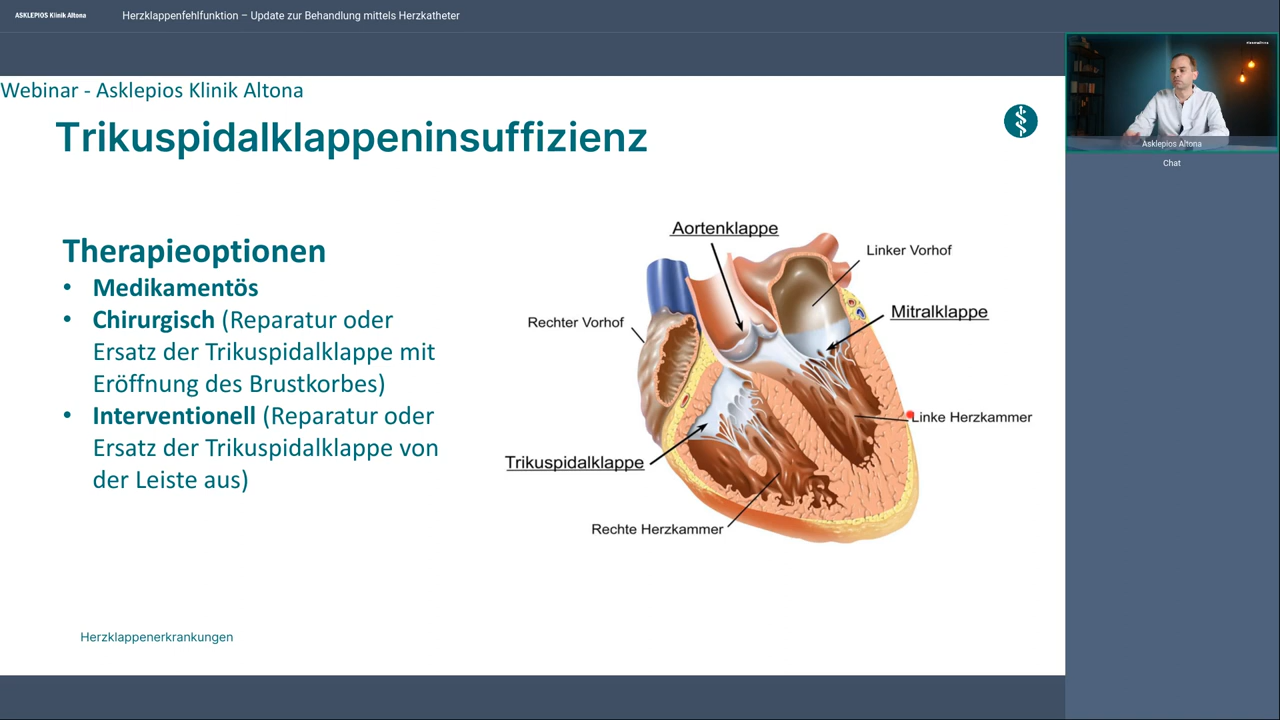 ASKLEPIOS Klinik Altona
Herzklappenfehlfunktion – Update zur Behandlung mittels Herzkatheter
Webinar - Asklepios Klinik Altona
Trikuspidalklappeninsuffizienz
Therapieoptionen
• Medikamentös
• Chirurgisch (Reparatur oder
Ersatz der Trikuspidalklappe mit
Eröffnung des Brustkorbes)
• Interventionell (Reparatur oder
Ersatz der Trikuspidalklappe von
der Leiste aus)
Aortenklappe
Linker Vorhof
Mitralklappe
Rechter Vorhof
Linke Herzkammer
Trikuspidalklappe
Rechte Herzkammer
Herzklappenerkrankungen
Asklepios Altona
Chat